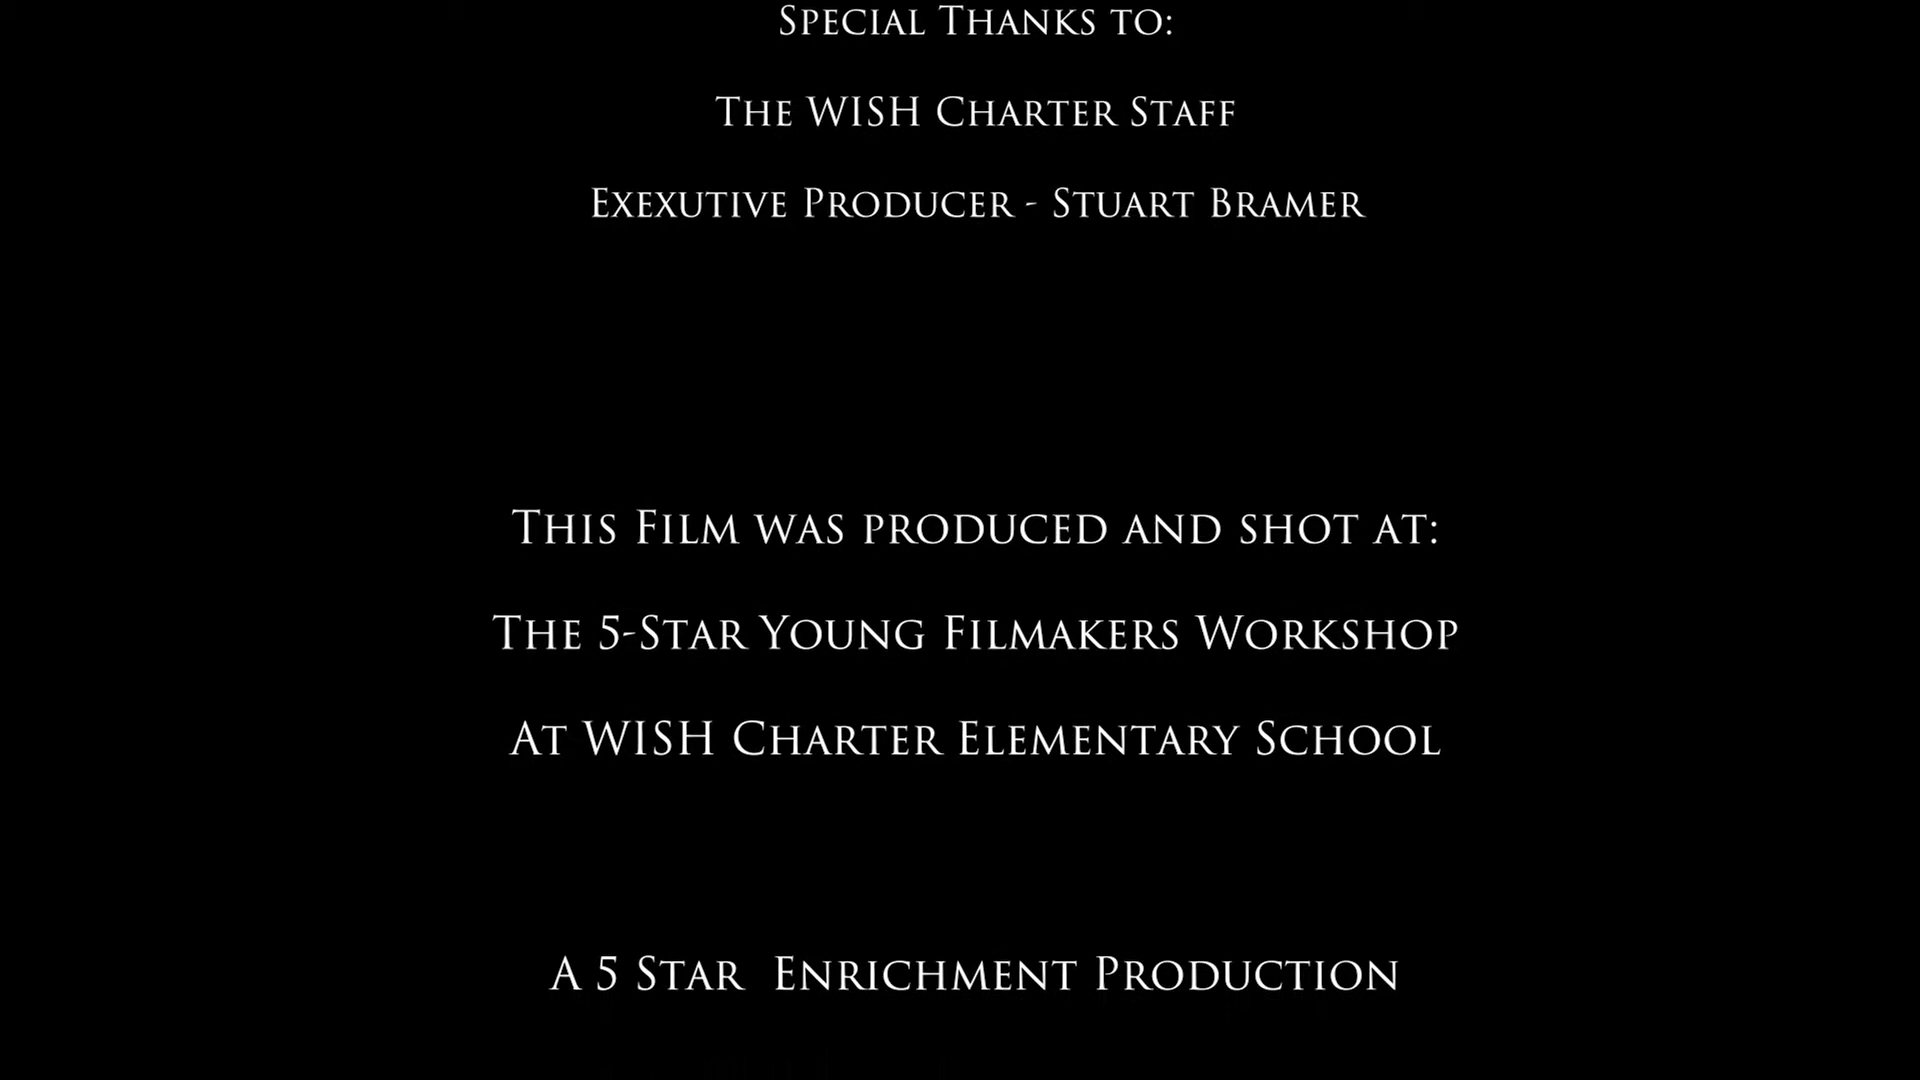 Special Thanks to:
The WISH Charter Staff
Exexutive Producer - Stuart Bramer
This Film was produced and shot at:
The 5-Star Young Filmakers Workshop
At WISH Charter Elementary School
A 5 Star  Enrichment Production